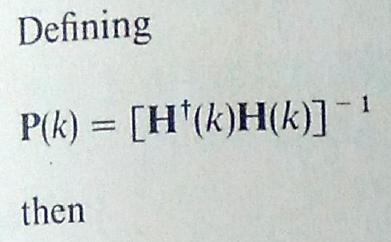 Defining
P(k) = [H†(k)H(k)]⁻¹
then